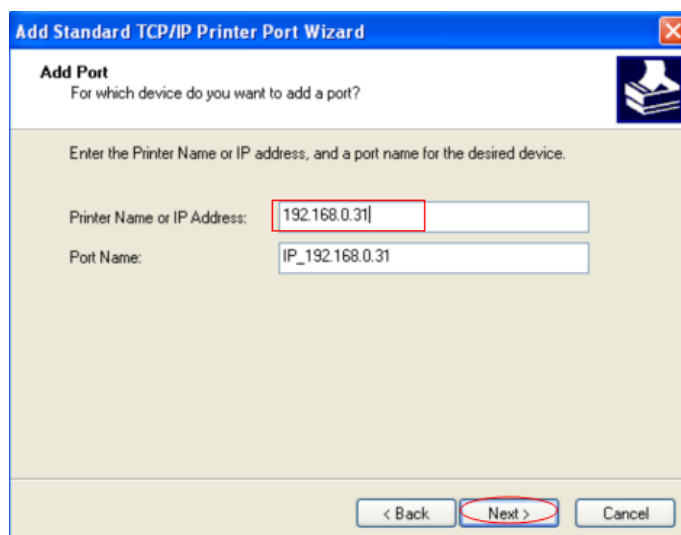 Add Standard TCP/IP Printer Port Wizard
Add Port
For which device do you want to add a port?
Enter the Printer Name or IP address, and a port name for the desired device.
Printer Name or IP Address: 192.168.0.31
Port Name: IP_192.168.0.31
< Back Next > Cancel